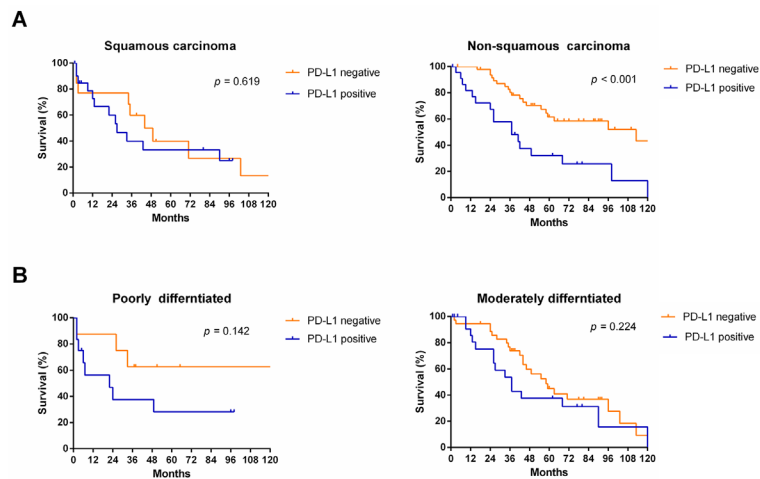 A
Squamous carcinoma
p = 0.619
PD-L1 negative
PD-L1 positive
Survival (%)
100
80
60
40
20
0
0 12 24 36 48 60 72 84 96 108 120
Months
Non-squamous carcinoma
p < 0.001
PD-L1 negative
PD-L1 positive
Survival (%)
100
80
60
40
20
0
0 12 24 36 48 60 72 84 96 108 120
Months
B
Poorly differntiated
p = 0.142
PD-L1 negative
PD-L1 positive
Survival (%)
100
80
60
40
20
0
0 12 24 36 48 60 72 84 96 108 120
Months
Moderately differntiated
p = 0.224
PD-L1 negative
PD-L1 positive
Survival (%)
100
80
60
40
20
0
0 12 24 36 48 60 72 84 96 108 120
Months